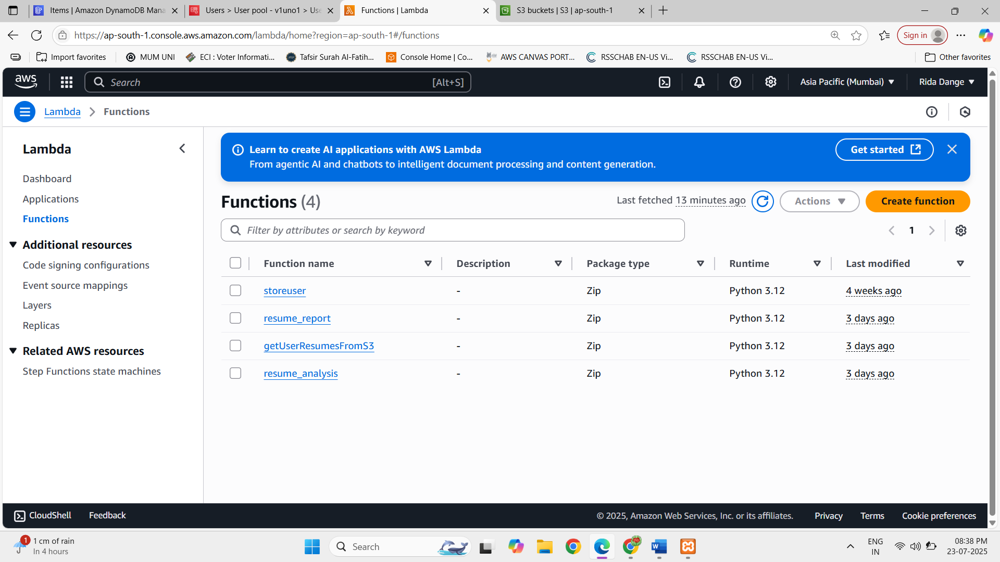 Items | Amazon DynamoDB Mana
Users > User pool - v1uno1 > Use
Functions | Lambda
S3 buckets | S3 | ap-south-1
https://ap-south-1.console.aws.amazon.com/lambda/home?region=ap-south-1#/functions
Sign in
Import favorites
MUM UNI
ECI : Voter Informati...
Tafsir Surah Al-Fatih...
Console Home | Co...
AWS CANVAS PORT...
RSSCHAB EN-US Vi...
RSSCHAB EN-US Vi...
Other favorites
aws
Search
[Alt+S]
Asia Pacific (Mumbai)
Rida Dange
Lambda
Functions
Lambda
Dashboard
Applications
Functions
Additional resources
Code signing configurations
Event source mappings
Layers
Replicas
Related AWS resources
Step Functions state machines
Learn to create AI applications with AWS Lambda
From agentic AI and chatbots to intelligent document processing and content generation.
Get started
Functions (4)
Last fetched 13 minutes ago
Actions
Create function
Filter by attributes or search by keyword
1
Function name Description Package type Runtime Last modified
storeuser - Zip Python 3.12 4 weeks ago
resume_report - Zip Python 3.12 3 days ago
getUserResumesFromS3 - Zip Python 3.12 3 days ago
resume_analysis - Zip Python 3.12 3 days ago
CloudShell
Feedback
© 2025, Amazon Web Services, Inc. or its affiliates.
Privacy
Terms
Cookie preferences
1
1 cm of rain
In 4 hours
Search
ENG
IN
08:38 PM
23-07-2025